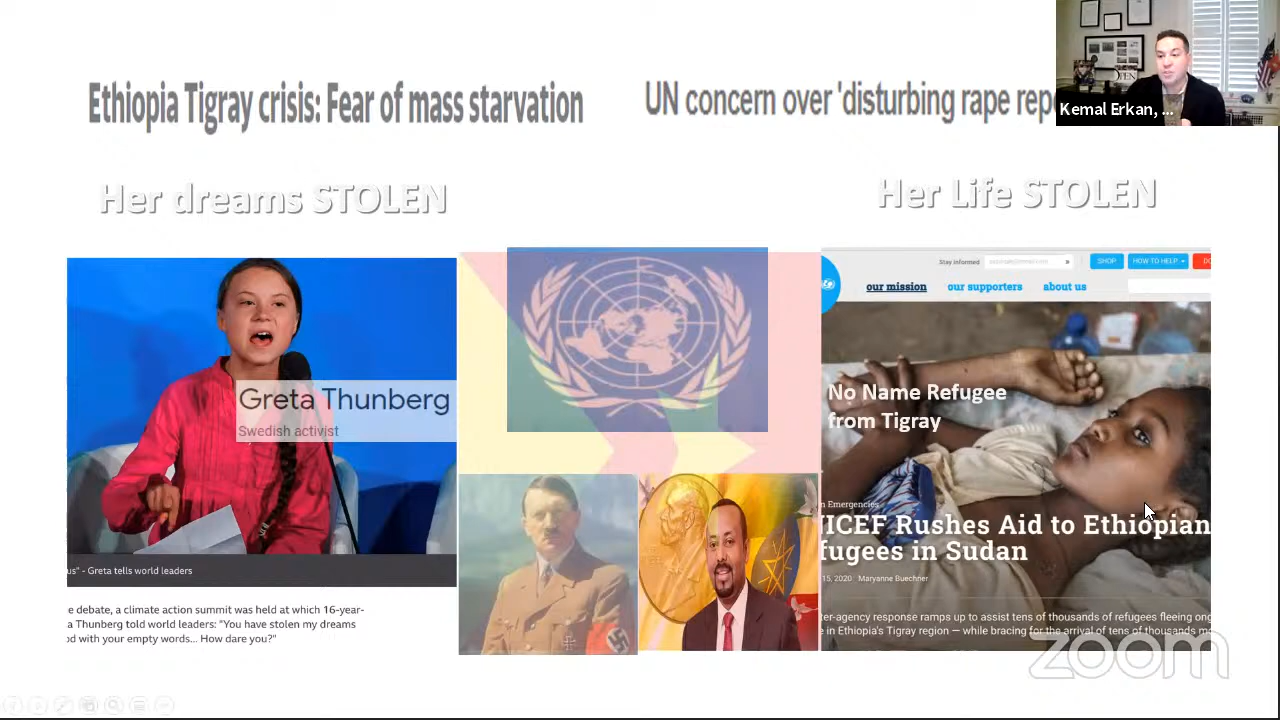 Ethiopia Tigray crisis: Fear of mass starvation
UN concern over 'disturbing rape rep
Kemal Erkan, ...
Her dreams STOLEN
Her Life STOLEN
Stay Informed
SHOP
HOW TO HELP
DO
our mission
our supporters
about us
Greta Thunberg
Swedish activist
No Name Refugee
from Tigray
n Emergencies
ICEF Rushes Aid to Ethiopian
fugees in Sudan
15, 2020 Maryanne Buechner
us" - Greta tells world leaders
e debate, a climate action summit was held at which 16-year-
a Thunberg told world leaders: "You have stolen my dreams
od with your empty words... How dare you?"
ter-agency response ramps up to assist tens of thousands of refugees fleeing ong
e in Ethiopia's Tigray region — while bracing for the arrival of tens of thousands m
zoom